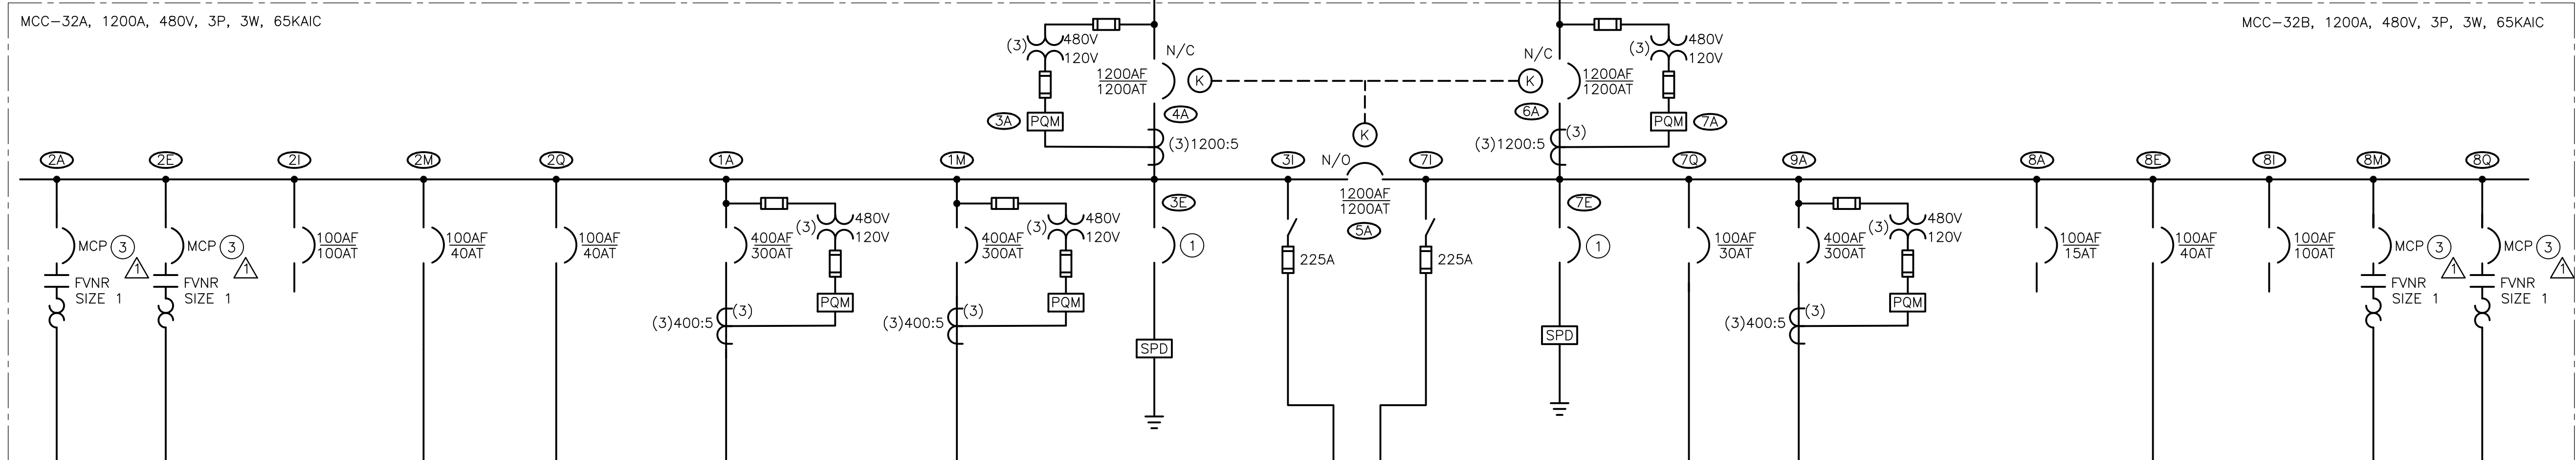 MCC-32A, 1200A, 480V, 3P, 3W, 65KAIC
MCC-32B, 1200A, 480V, 3P, 3W, 65KAIC
(3)
480V
120V
N/C
1200AF
1200AT
K
3A
PQM
4A
(3)1200:5
K
N/C
1200AF
1200AT
K
6A
(3)
480V
120V
PQM
7A
(3)1200:5
(3)
2A
2E
2I
2M
2Q
1A
1M
3I
N/O
7I
7Q
9A
8A
8E
8I
8M
8Q
1200AF
1200AT
5A
3E
7E
MCP 3
1
FVNR
SIZE 1
MCP 3
1
FVNR
SIZE 1
100AF
100AT
100AF
40AT
100AF
40AT
400AF
300AT
(3)
480V
120V
PQM
(3)400:5
(3)
400AF
300AT
(3)
480V
120V
PQM
(3)400:5
(3)
1
SPD
225A
225A
1
SPD
100AF
30AT
400AF
300AT
(3)
480V
120V
PQM
(3)400:5
(3)
100AF
15AT
100AF
40AT
100AF
100AT
MCP 3
1
FVNR
SIZE 1
MCP 3
1
FVNR
SIZE 1